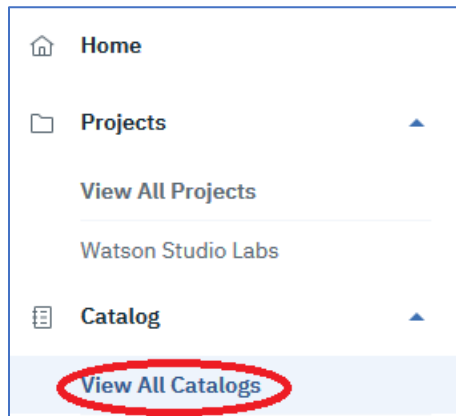 Home
Projects
View All Projects
Watson Studio Labs
Catalog
View All Catalogs